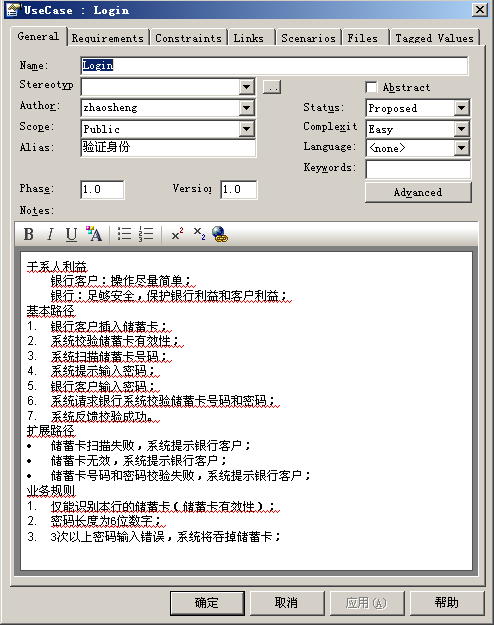 UseCase : Login
General Requirements Constraints Links Scenarios Files Tagged Values
Name: Login
Stereotyp .. Abstract
Author: zhaosheng Status: Proposed
Scope: Public Complexit Easy
Alias: 验证身份 Language: <none>
Keywords:
Phase: 1.0 Version 1.0 Advanced
Notes:
B I U A x² x₂
干系人利益
银行客户：操作尽量简单；
银行：足够安全，保护银行利益和客户利益；
基本路径
1. 银行客户插入储蓄卡；
2. 系统校验储蓄卡有效性；
3. 系统扫描储蓄卡号码；
4. 系统提示输入密码；
5. 银行客户输入密码；
6. 系统请求银行系统校验储蓄卡号码和密码；
7. 系统反馈校验成功。
扩展路径
• 储蓄卡扫描失败，系统提示银行客户；
• 储蓄卡无效，系统提示银行客户；
• 储蓄卡号码和密码校验失败，系统提示银行客户；
业务规则
1. 仅能识别本行的储蓄卡（储蓄卡有效性）；
2. 密码长度为6位数字；
3. 3次以上密码输入错误，系统将吞掉储蓄卡；
确定 取消 应用(A) 帮助